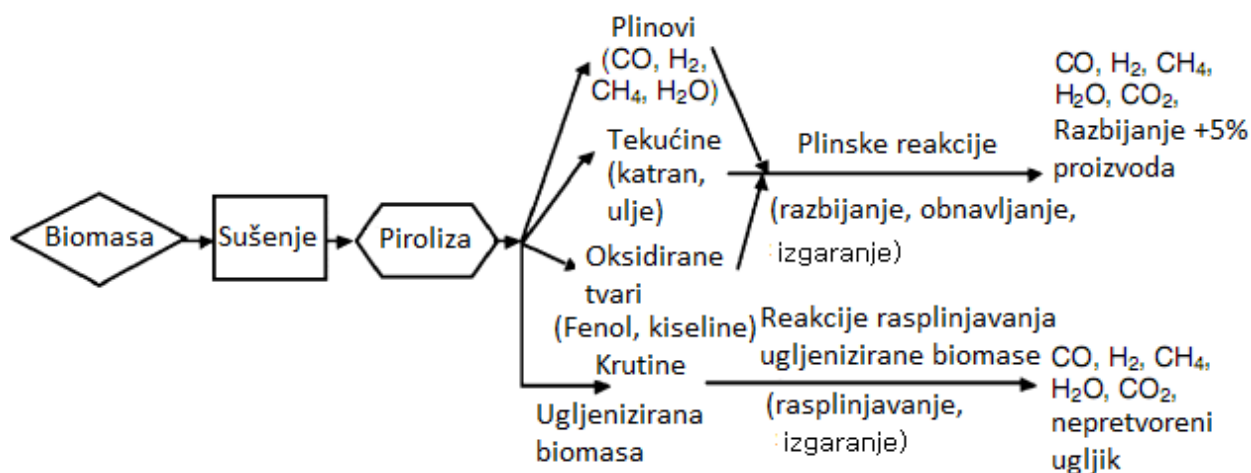 Biomasa
Sušenje
Piroliza
Plinovi
(CO, H₂,
CH₄, H₂O)
Tekućine
(katran,
ulje)
Oksidirane
tvari
(Fenol, kiseline)
Krutine
Ugljenizirana
biomasa
Plinske reakcije
(razbijanje, obnavljanje,
izgaranje)
Reakcije rasplinjavanja
ugljenizirane biomase
(rasplinjavanje,
izgaranje)
CO, H₂, CH₄,
H₂O, CO₂,
Razbijanje +5%
proizvoda
CO, H₂, CH₄,
H₂O, CO₂,
nepretvoreni
ugljik